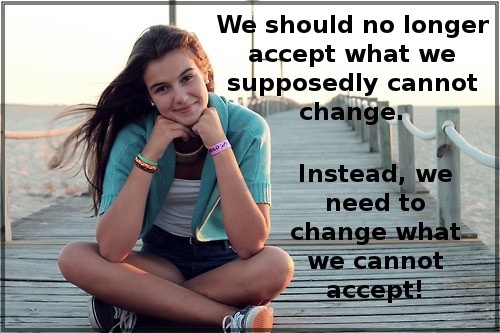 We should no longer
accept what we
supposedly cannot
change.
Instead, we
need to
change what
we cannot
accept!